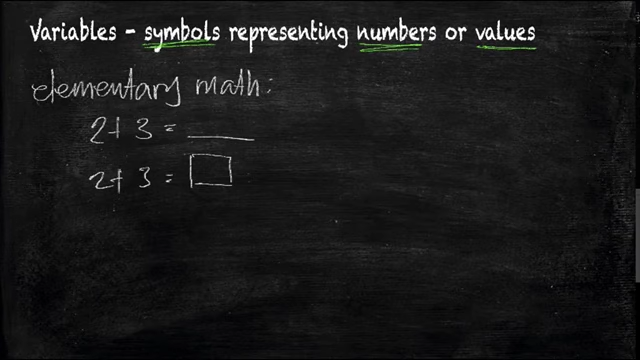 Variables - symbols representing numbers or values
elementary math:
2+ 3 = ____
2+ 3 = □